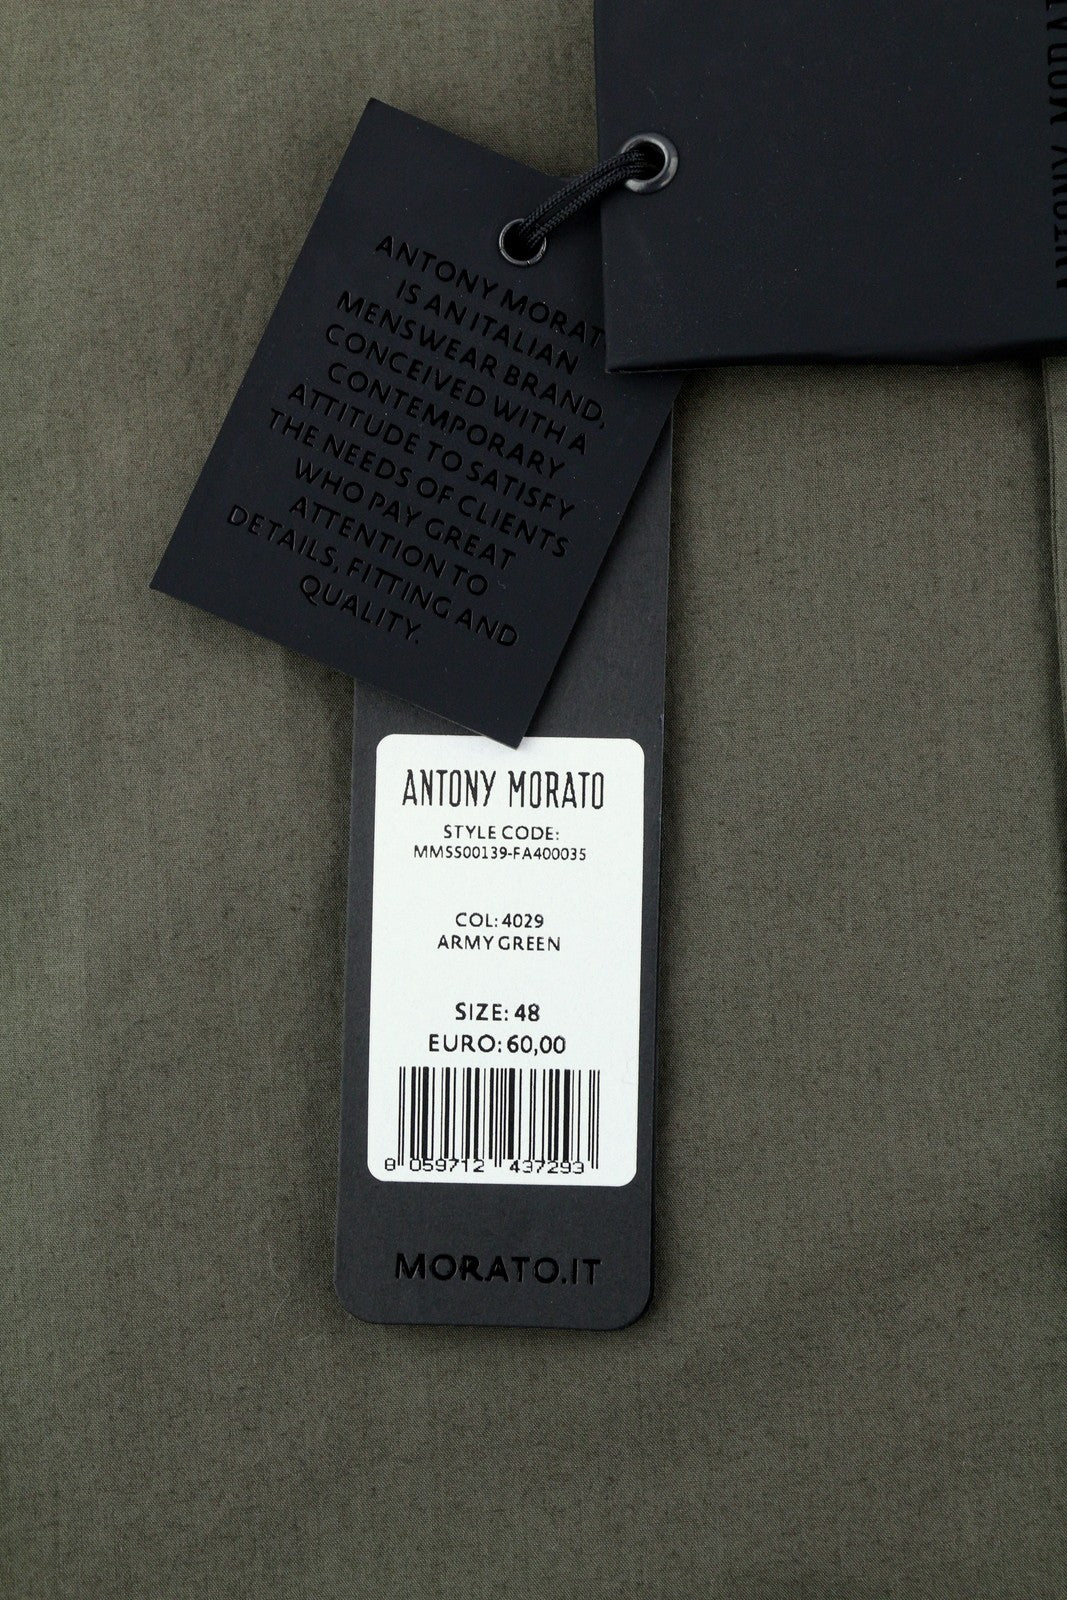 ANTONY MORAT
IS AN ITALIAN
MENSWEAR BRAND,
CONCEIVED WITH A
CONTEMPORARY
ATTITUDE TO SATISFY
THE NEEDS OF CLIENTS
WHO PAY GREAT
ATTENTION TO
DETAILS, FITTING AND
QUALITY.
ANTONY MORATO
STYLE CODE:
MMSS00139-FA400035
COL: 4029
ARMY GREEN
SIZE: 48
EURO: 60,00
8 059712 437293
MORATO.IT